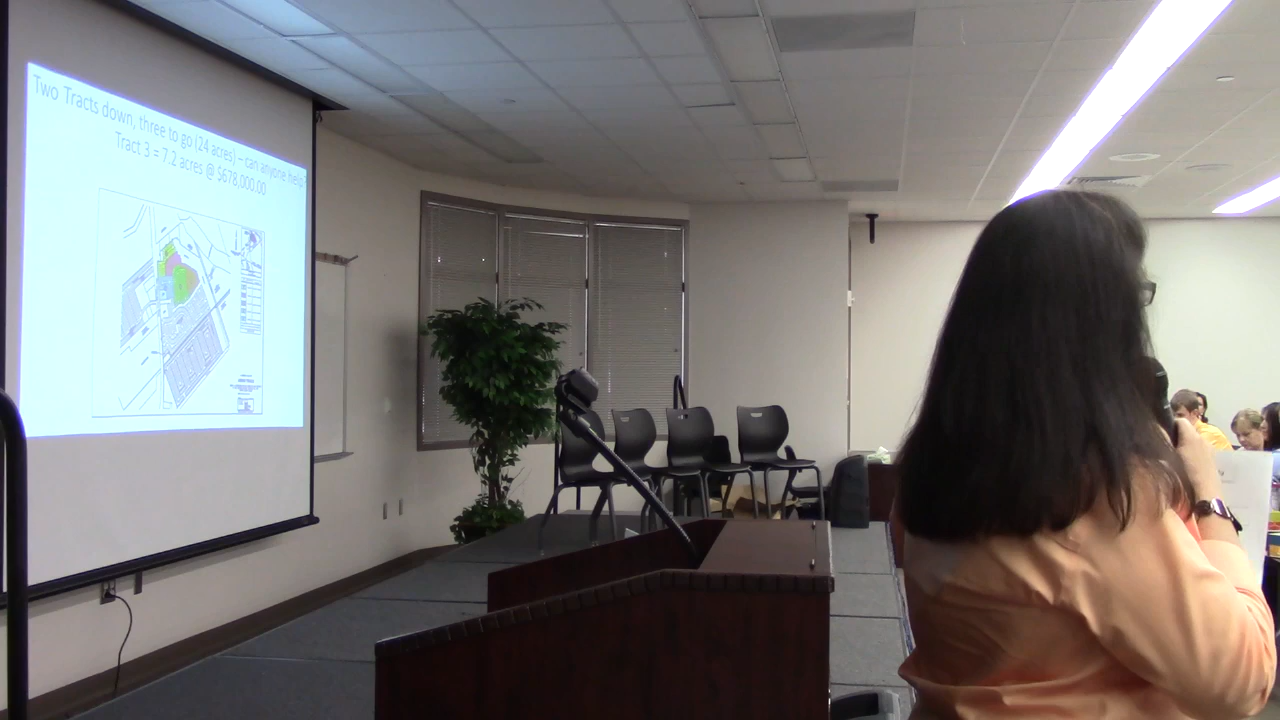 Two Tracts down, three to go (24 acres) – can anyone help?
Tract 3 = 7.2 acres @ $678,000.00